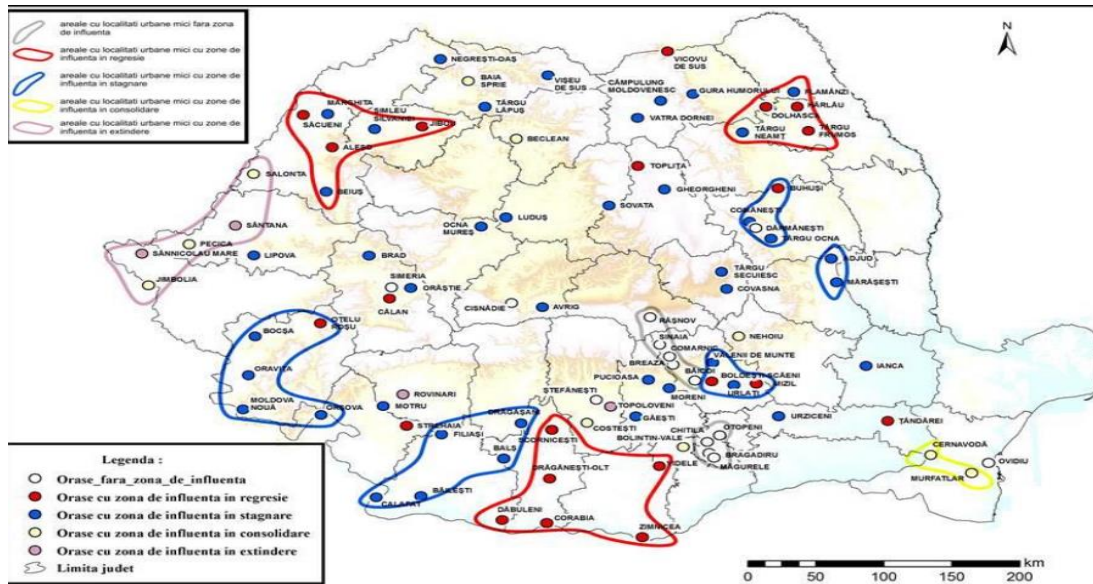 areale cu localitati urbane mici fara zona
de influenta
areale cu localitati urbane mici cu zone de
influenta in regresie
areale cu localitati urbane mici cu zone de
influenta in stagnare
areale cu localitati urbane mici cu zone de
influenta in consolidare
areale cu localitati urbane mici cu zone de
influenta in extindere
N
NEGREȘTI-OAȘ
VICOVU
DE SUS
BAIA
SPRIE
VIȘEU
DE SUS
CÂMPULUNG
MOLDOVENESC
GURA HUMORULUI
FLAMÂNZI
MARGHITA
ȘIMLEU
SILVANIEI
TÂRGU
LĂPUȘ
HÂRLĂU
DOLHASCA
SĂCUENI
JIBOU
VATRA DORNEI
TÂRGU
NEAMȚ
TÂRGU
FRUMOS
ALEȘD
BECLEAN
TOPLIȚA
SALONTA
BEIUȘ
GHEORGHENI
BUHUȘI
SOVATA
SÂNTANA
LUDUȘ
COMĂNEȘTI
OCNA
MUREȘ
DĂRMĂNEȘTI
TÂRGU OCNA
PECICA
SÂNNICOLAU MARE
LIPOVA
BRAD
ADJUD
SIMERIA
ORĂȘTIE
TÂRGU
SECUIESC
JIMBOLIA
COVASNA
MĂRĂȘEȘTI
CĂLAN
CISNĂDIE
AVRIG
OȚELU
ROȘU
RÂȘNOV
BOCȘA
SINAIA
NEHOIU
COMARNIC
VALENII DE MUNTE
BREAZA
IANCA
ORAVIȚA
BĂICOI
BOLDEȘTI-SCĂENI
PUCIOASA
MIZIL
ROVINARI
ȘTEFĂNEȘTI
URLAȚI
MORENI
MOLDOVA
NOUĂ
ORȘOVA
MOTRU
TOPOLOVENI
DRĂGĂȘANI
GĂEȘTI
URZICENI
STREHAIA
FILIAȘI
COSTEȘTI
SCORNICEȘTI
OTOPENI
CHITILA
ȚĂNDĂREI
BOLINTIN-VALE
BALȘ
BRAGADIRU
CERNAVODĂ
VIDELE
MĂGURELE
OVIDIU
DRĂGĂNEȘTI-OLT
MURFATLAR
BĂILEȘTI
CALAFAT
DĂBULENI
CORABIA
ZIMNICEA
Legenda :
Orase_fara_zona_de_influenta
Orase cu zona de influenta in regresie
Orase cu zona de influenta in stagnare
Orase cu zona de influenta in consolidare
Orase cu zona de influenta in extindere
Limita judet
km
0 25 50 100 150 200